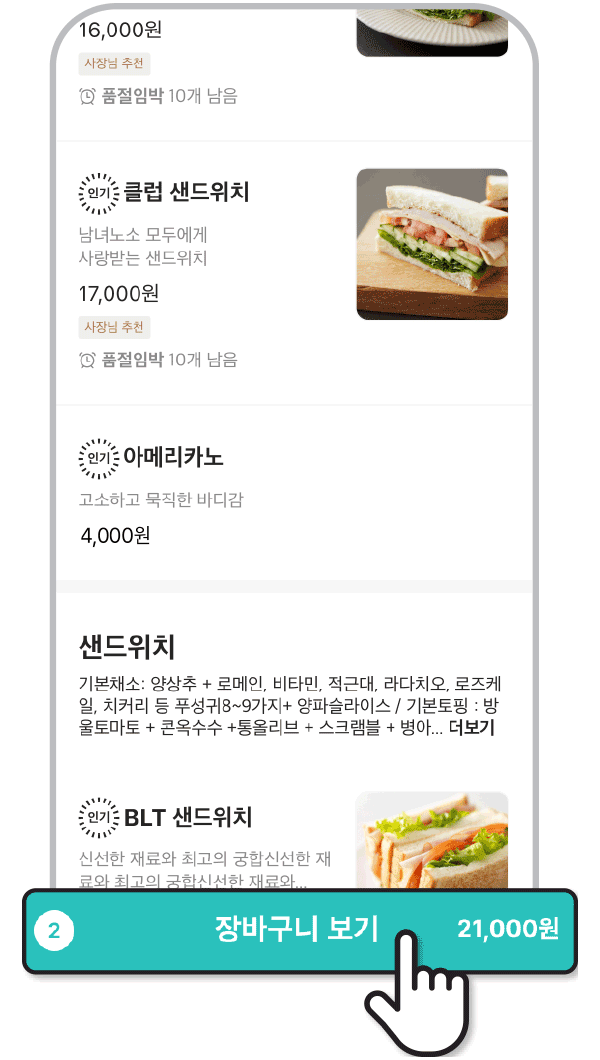 16,000원
사장님 추천
품절임박 10개 남음
인기 클럽 샌드위치
남녀노소 모두에게
사랑받는 샌드위치
17,000원
사장님 추천
품절임박 10개 남음
인기 아메리카노
고소하고 묵직한 바디감
4,000원
샌드위치
기본채소: 양상추 + 로메인, 비타민, 적근대, 라다치오, 로즈케
일, 치커리 등 푸성귀8~9가지+ 양파슬라이스 / 기본토핑 : 방
울토마토 + 콘옥수수 +통올리브 + 스크램블 + 병아... 더보기
인기 BLT 샌드위치
신선한 재료와 최고의 궁합신선한 재
료와 최고의 궁합신선한 재료와...
2 장바구니 보기 21,000원